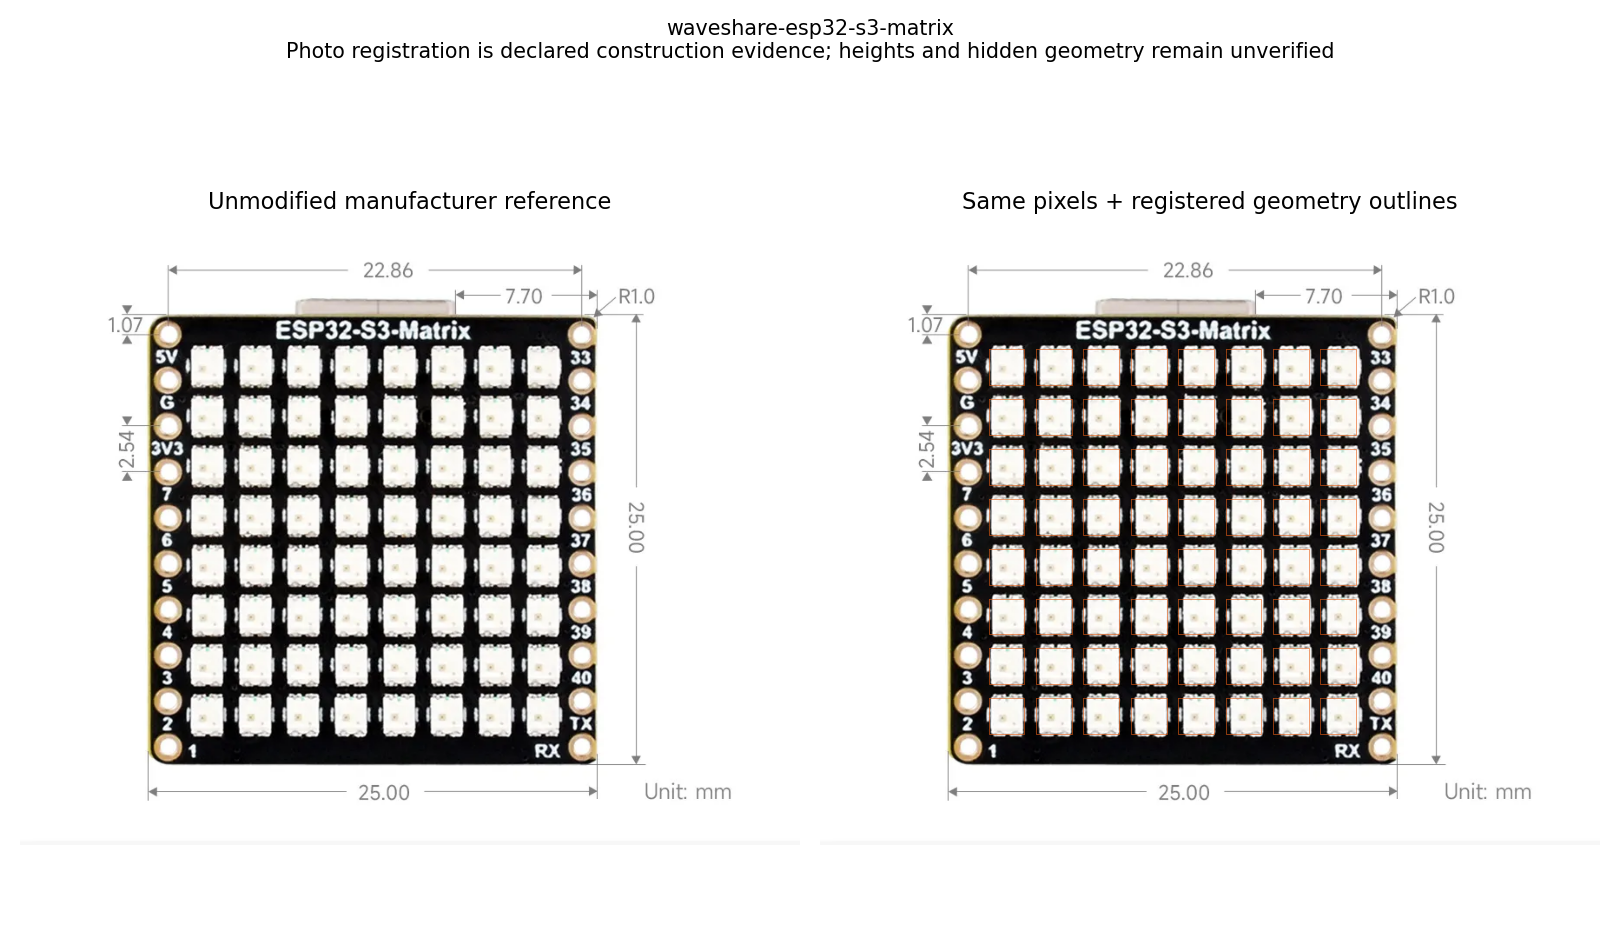 waveshare-esp32-s3-matrix
Photo registration is declared construction evidence; heights and hidden geometry remain unverified
Unmodified manufacturer reference
22.86
7.70
R1.0
1.07
ESP32-S3-Matrix
5V
33
G
34
2.54
3V3
35
7
36
6
37
25.00
5
38
4
39
3
40
2
TX
1
RX
25.00
Unit: mm
Same pixels + registered geometry outlines
22.86
7.70
R1.0
1.07
ESP32-S3-Matrix
5V
33
G
34
2.54
3V3
35
7
36
6
37
25.00
5
38
4
39
3
40
2
TX
1
RX
25.00
Unit: mm